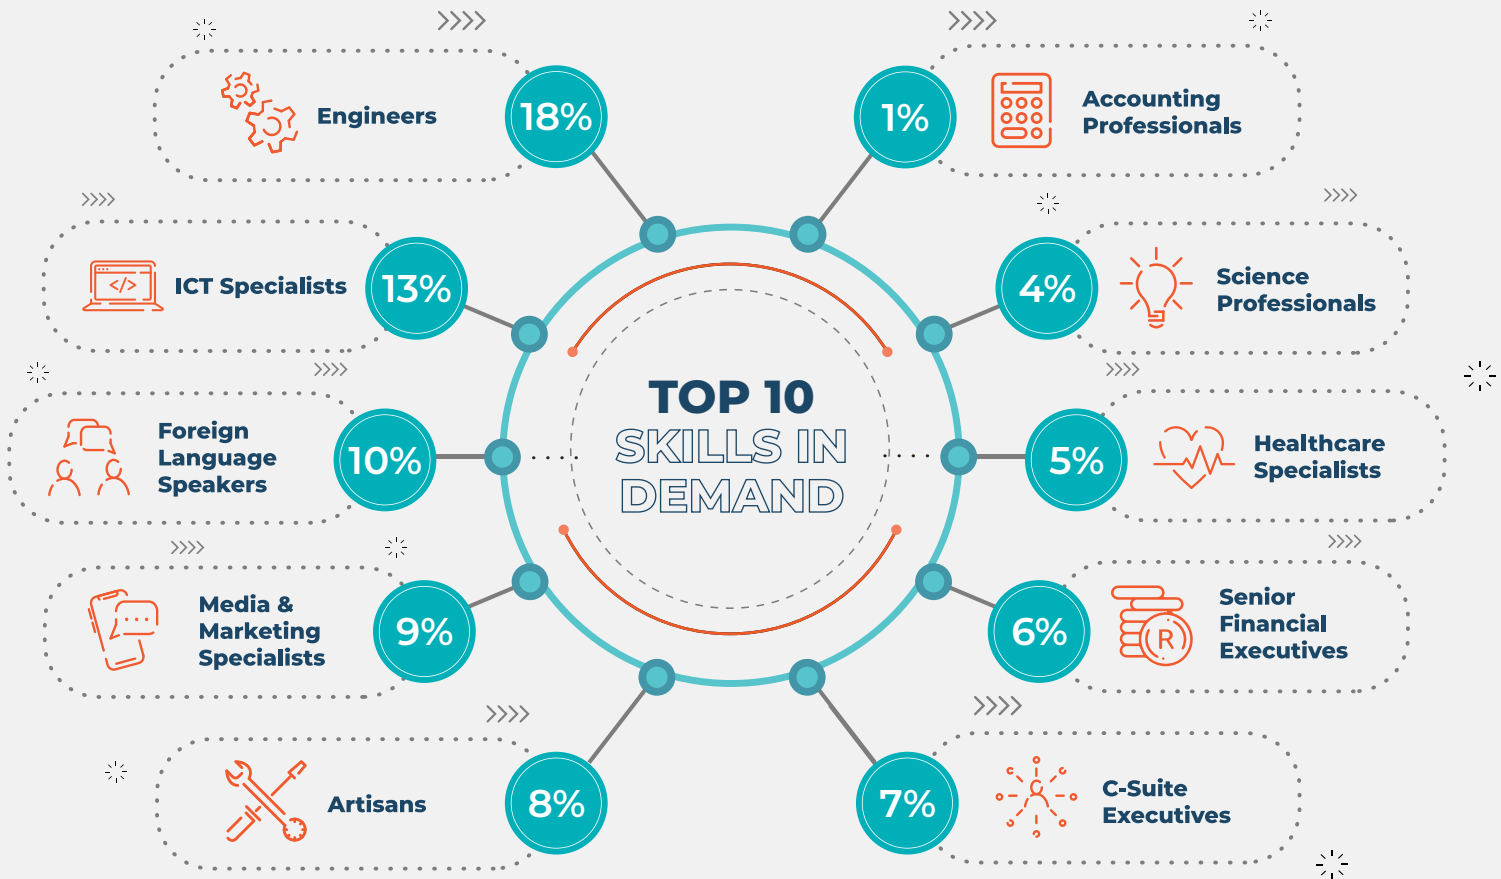 Engineers
18%
1%
Accounting
Professionals
ICT Specialists
13%
4%
Science
Professionals
Foreign
Language
Speakers
10%
TOP 10
SKILLS IN
DEMAND
5%
Healthcare
Specialists
Media &
Marketing
Specialists
9%
6%
R
Senior
Financial
Executives
Artisans
8%
7%
C-Suite
Executives